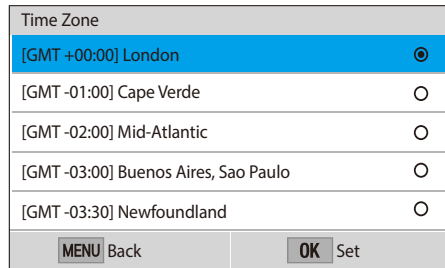 Time Zone
[GMT +00:00] London
[GMT -01:00] Cape Verde
[GMT -02:00] Mid-Atlantic
[GMT -03:00] Buenos Aires, Sao Paulo
[GMT -03:30] Newfoundland
MENU Back OK Set